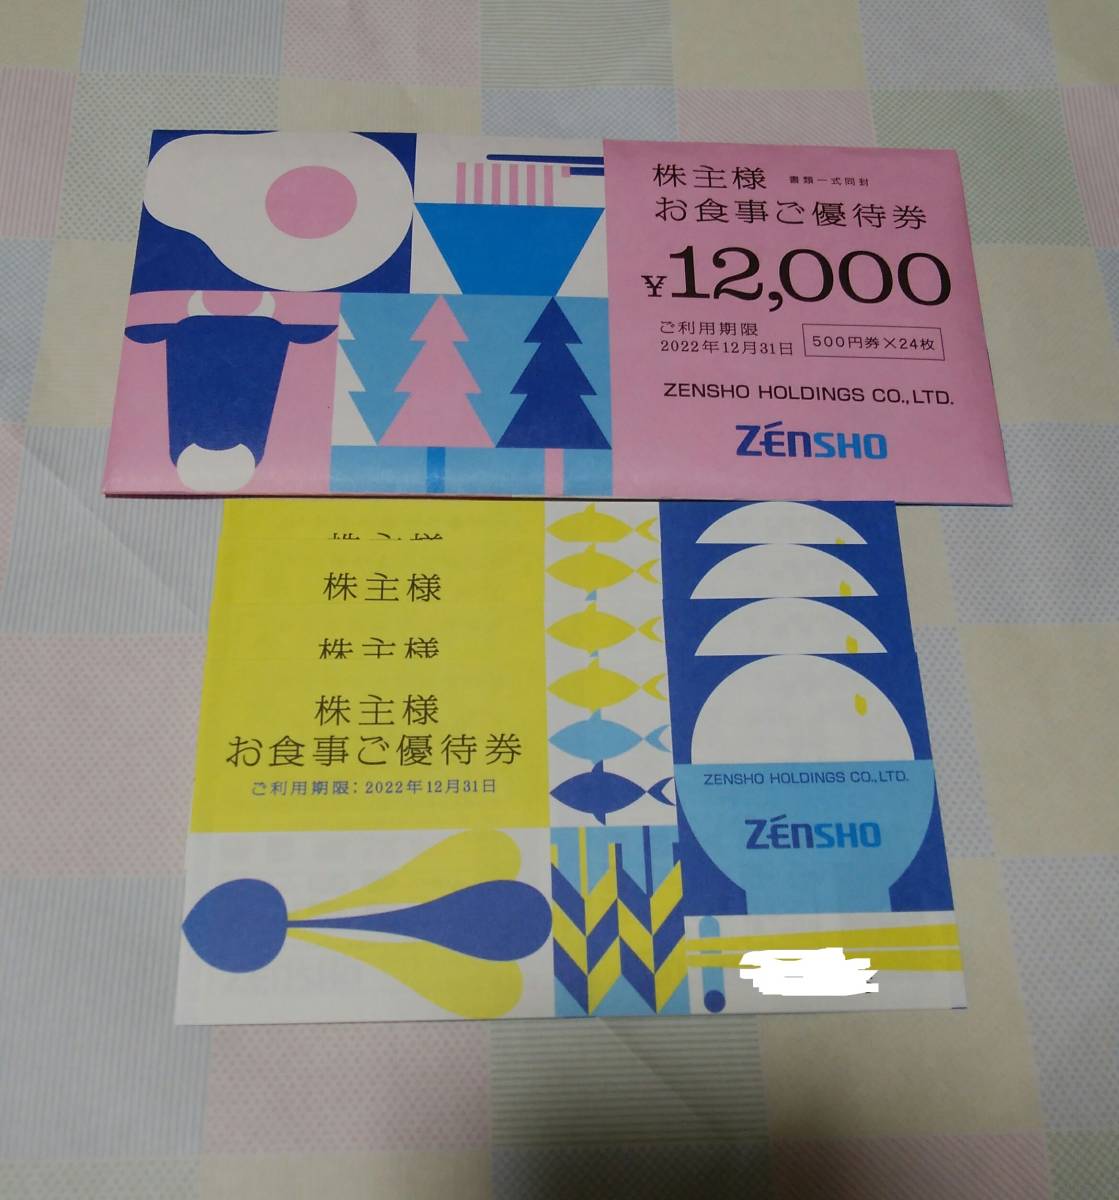 株主様 書類一式同封
お食事ご優待券
¥12,000
ご利用期限
2022年12月31日 500円券×24枚
ZENSHO HOLDINGS CO.,LTD.
ZENSHO
株主様
株主様
株主様
株主様
お食事ご優待券
ご利用期限：2022年12月31日
ZENSHO HOLDINGS CO.,LTD.
ZENSHO